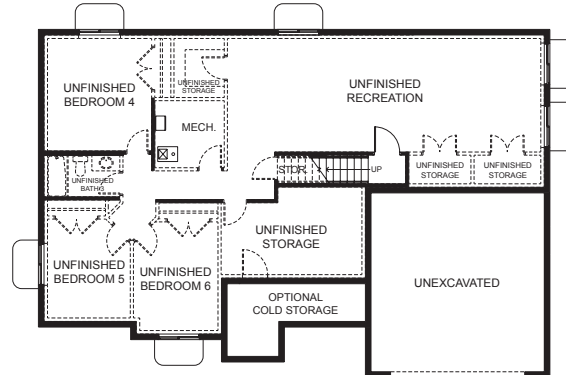 UNFINISHED
BEDROOM 4
UNFINISHED
STORAGE
UNFINISHED
RECREATION
MECH.
STOR.
UP
UNFINISHED
STORAGE
UNFINISHED
STORAGE
UNFINISHED
BATH3
UNFINISHED
BEDROOM 5
UNFINISHED
BEDROOM 6
UNFINISHED
STORAGE
OPTIONAL
COLD STORAGE
UNEXCAVATED